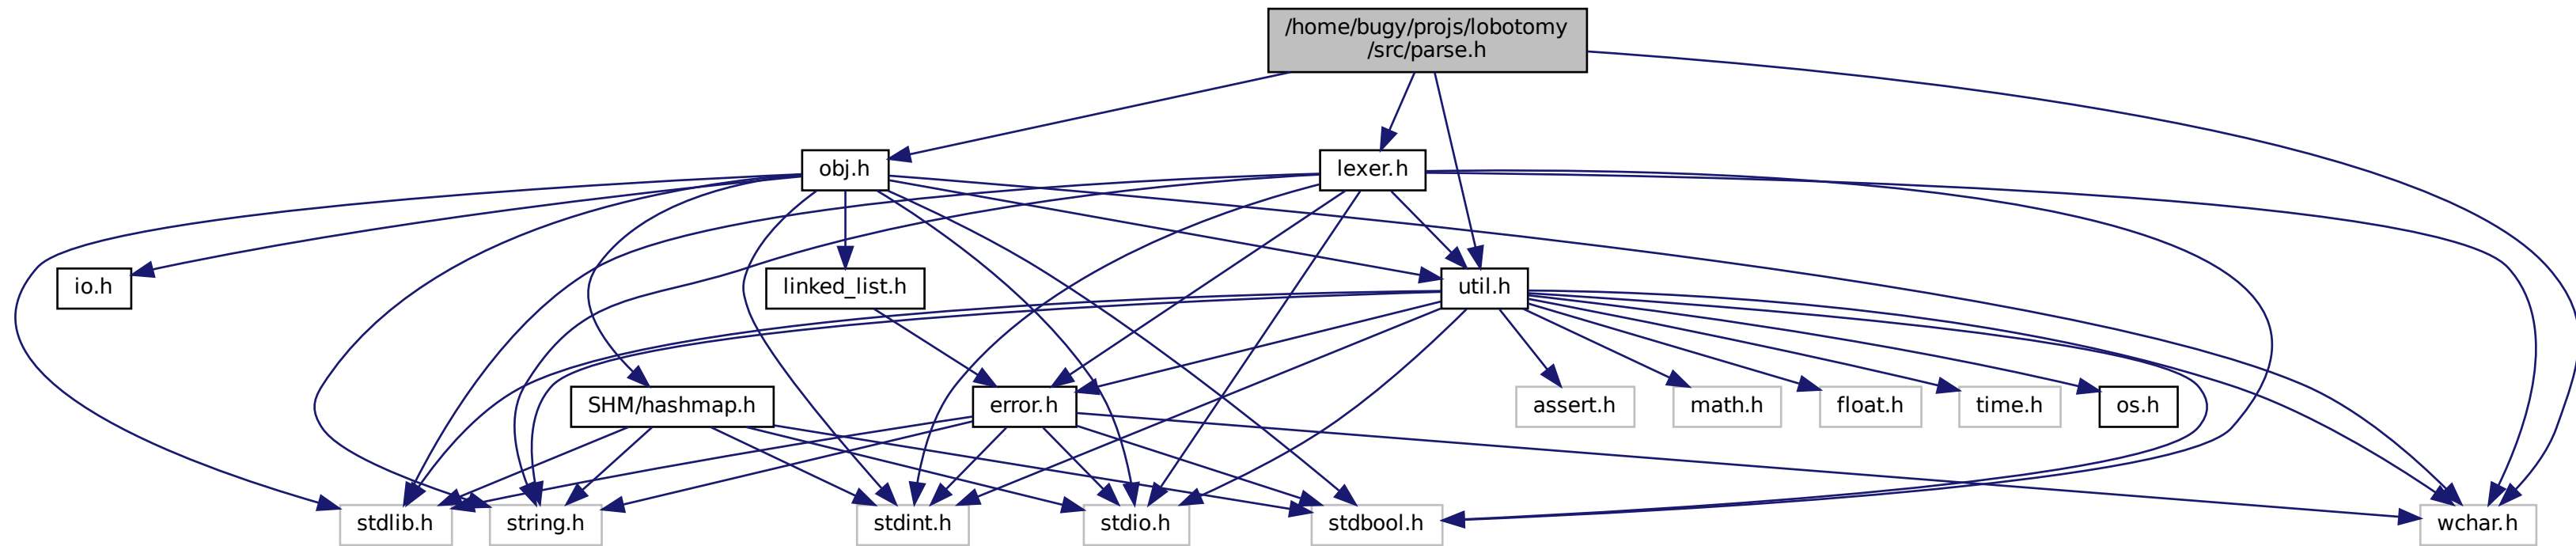 /home/bugy/projs/lobotomy
/src/parse.h
obj.h
lexer.h
io.h
linked_list.h
util.h
SHM/hashmap.h
error.h
assert.h
math.h
float.h
time.h
os.h
stdlib.h
string.h
stdint.h
stdio.h
stdbool.h
wchar.h